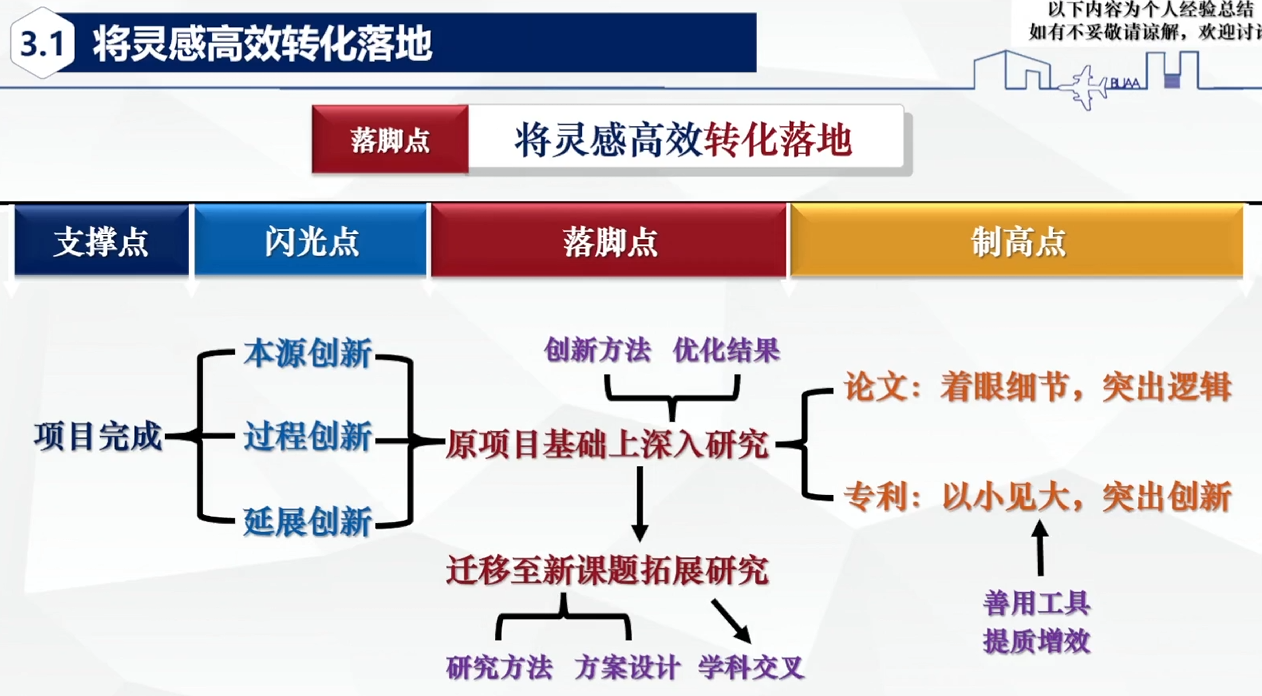 3.1 将灵感高效转化落地
以下内容为个人经验总结
如有不妥敬请谅解，欢迎讨
BUAA
落脚点 将灵感高效转化落地
支撑点 闪光点 落脚点 制高点
创新方法 优化结果
本源创新
论文：着眼细节，突出逻辑
项目完成 过程创新 原项目基础上深入研究
专利：以小见大，突出创新
延展创新
迁移至新课题拓展研究
善用工具
提质增效
研究方法 方案设计 学科交叉